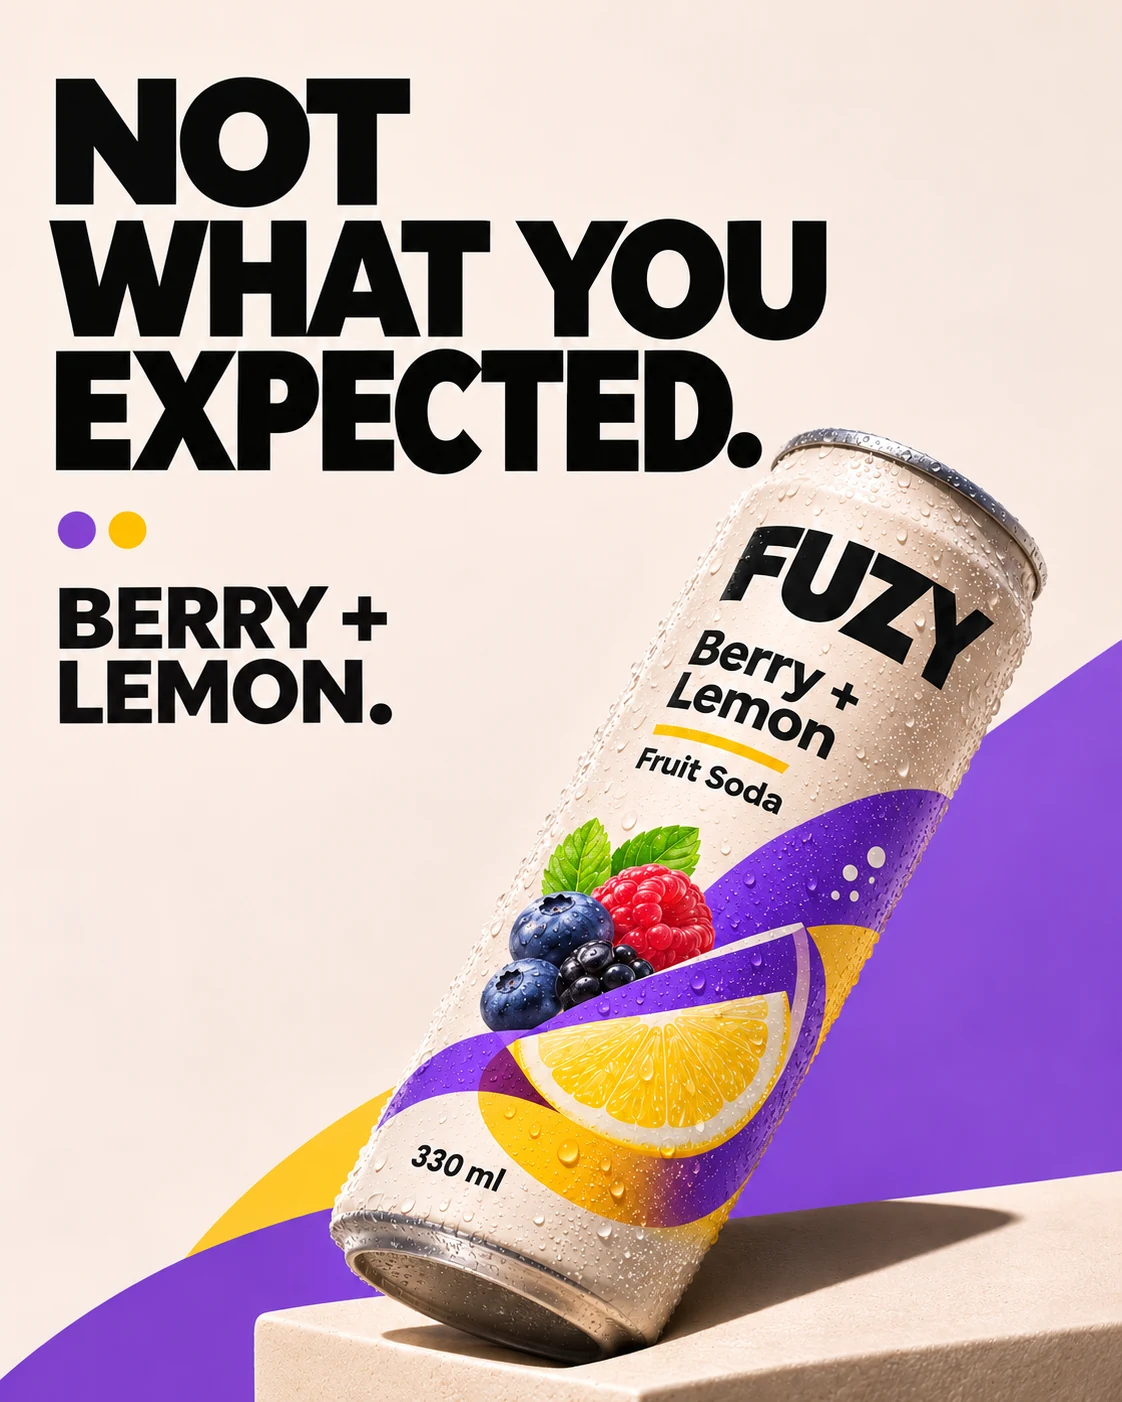 NOT
WHAT YOU
EXPECTED.
BERRY +
LEMON.
FUZY
Berry +
Lemon
Fruit Soda
330 ml